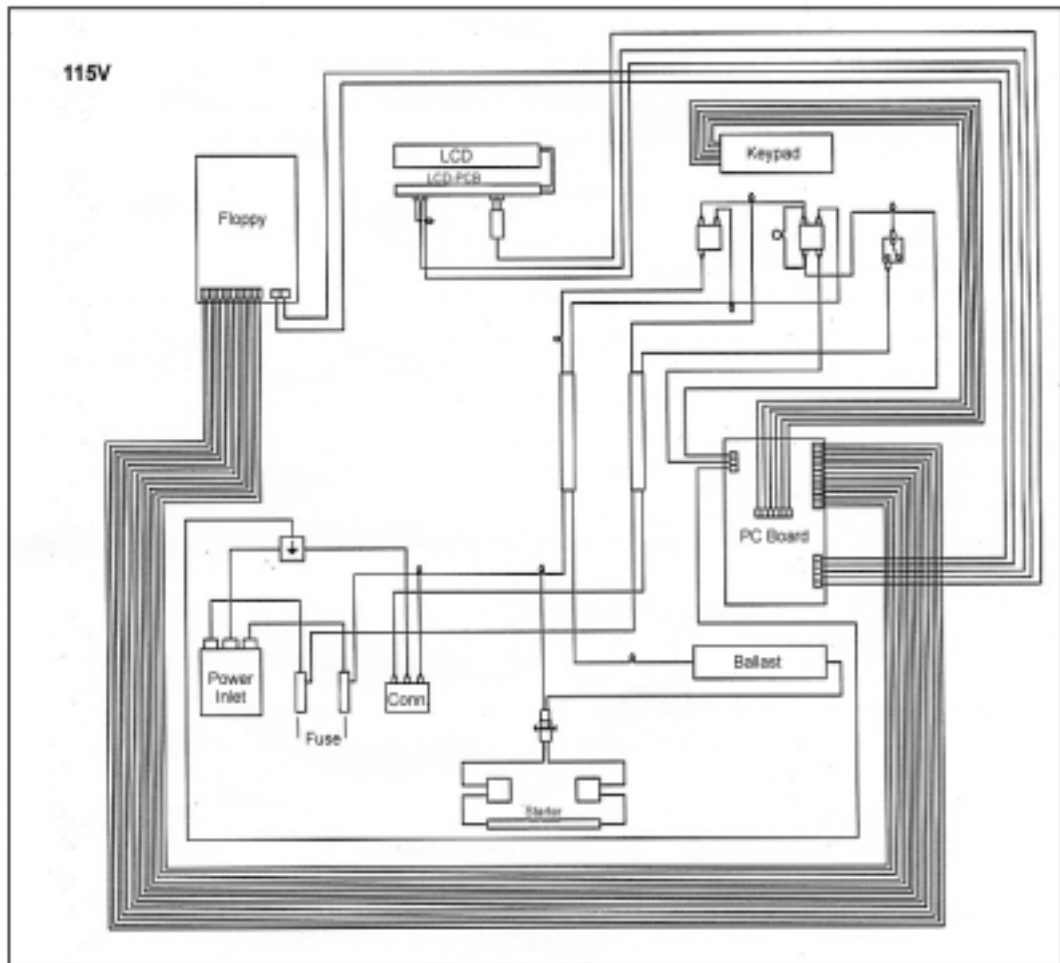 115V
LCD
LCD-PCB
Keypad
Floppy
PC Board
Power
Inlet
Fuse
Conn.
Ballast
Starter